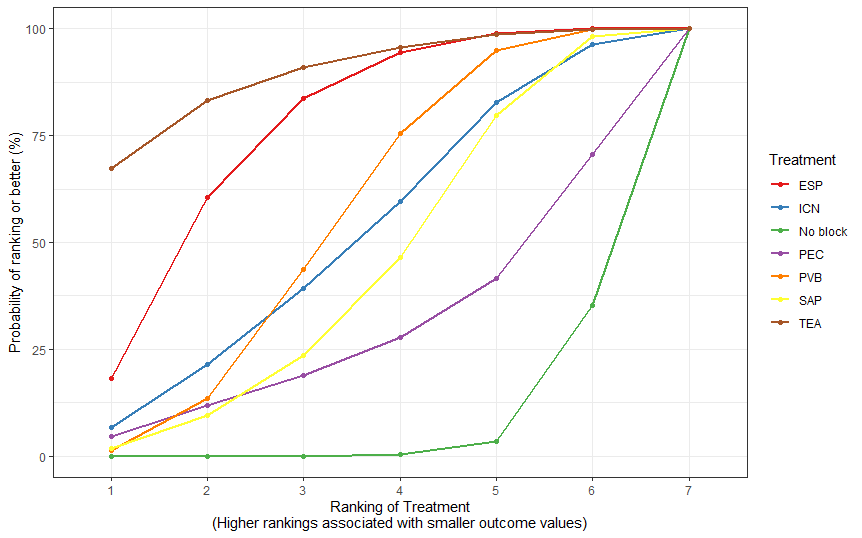 Probability of ranking or better (%)
100
75
50
25
0
1 2 3 4 5 6 7
Ranking of Treatment
(Higher rankings associated with smaller outcome values)
Treatment
ESP
ICN
No block
PEC
PVB
SAP
TEA